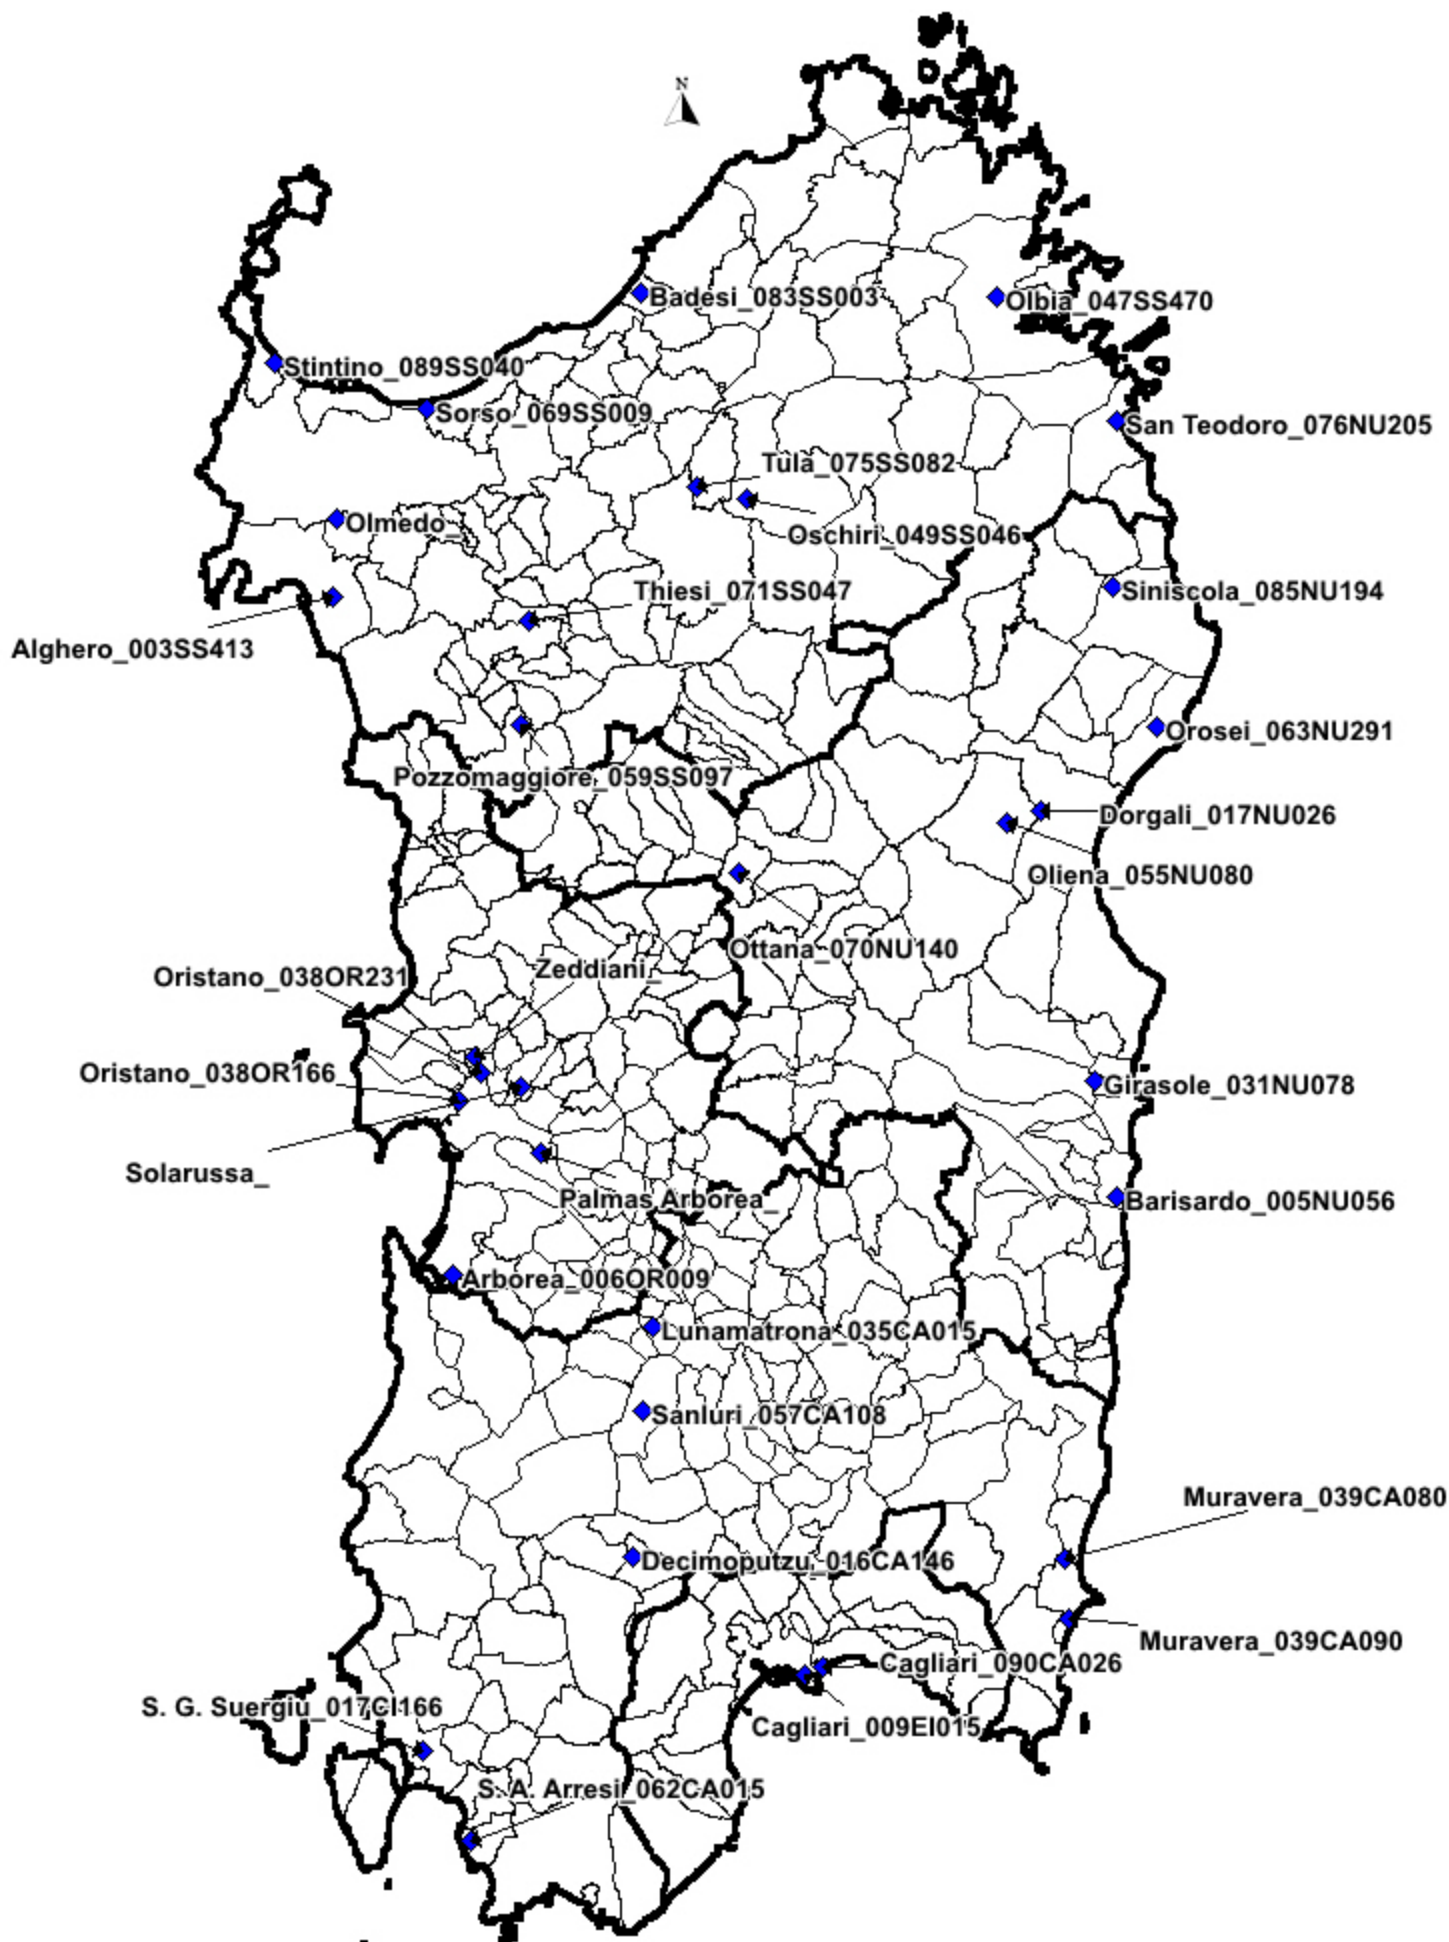 N
Badesi_083SS003
Olbia_047SS470
Stintino_089SS040
Sorso_069SS009
San Teodoro_076NU205
Tula_075SS082
Olmedo_
Oschiri_049SS046
Thiesi_071SS047
Siniscola_085NU194
Alghero_003SS413
Orosei_063NU291
Pozzomaggiore_059SS097
Dorgali_017NU026
Oliena_055NU080
Ottana_070NU140
Zeddiani_
Oristano_038OR231
Oristano_038OR166
Girasole_031NU078
Solarussa_
Palmas Arborea_
Barisardo_005NU056
Arborea_006OR009
Lunamatrona_035CA015
Sanluri_057CA108
Muravera_039CA080
Decimoputzu_016CA146
Muravera_039CA090
Cagliari_090CA026
S. G. Suergiu_017CI166
Cagliari_009EI015
S. A. Arresi_062CA015